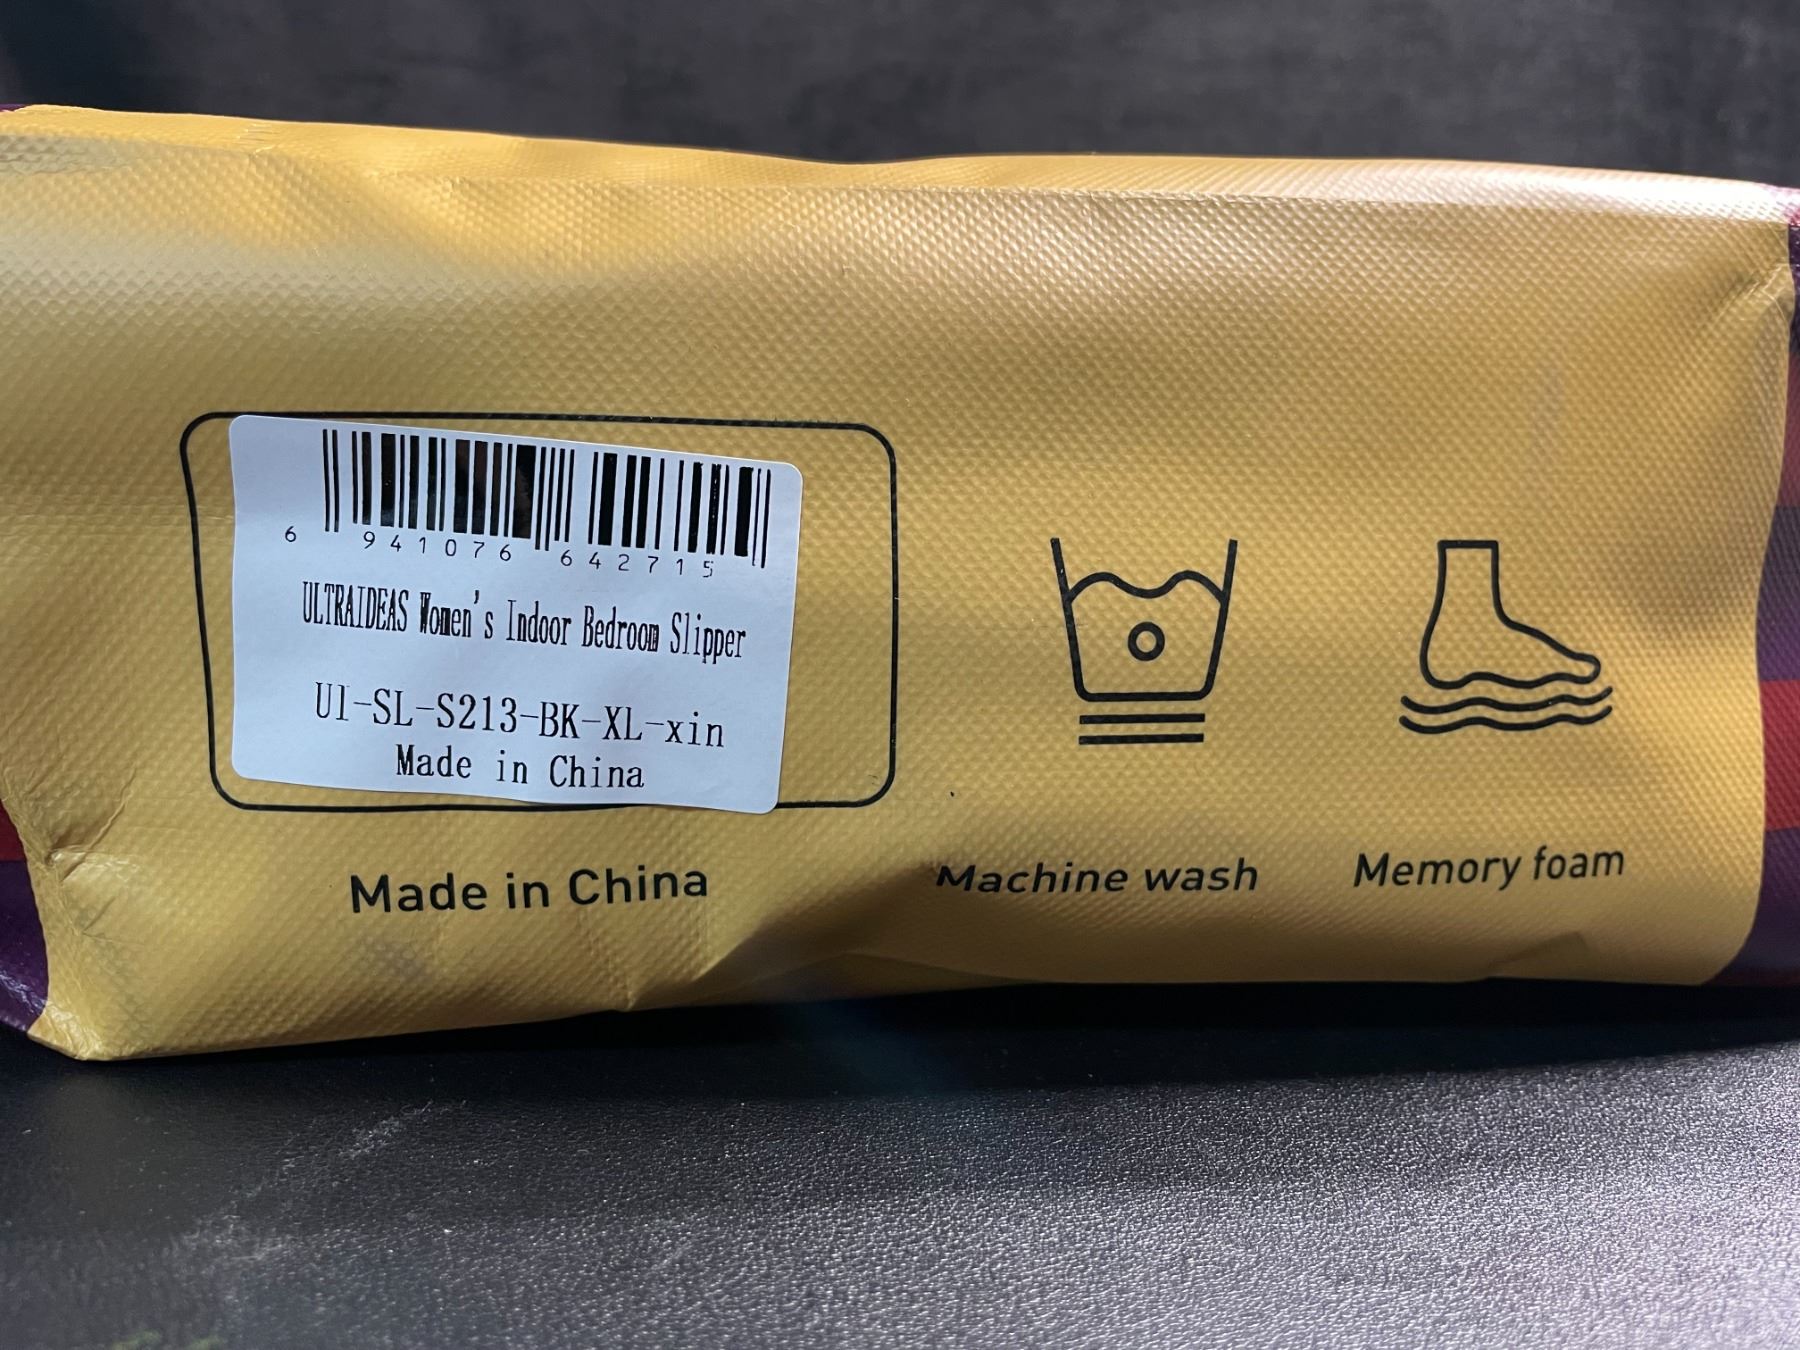 6 941076 642715
ULTRAIDEAS Women's Indoor Bedroom Slipper
UI-SL-S213-BK-XL-xin
Made in China
Made in China
Machine wash
Memory foam